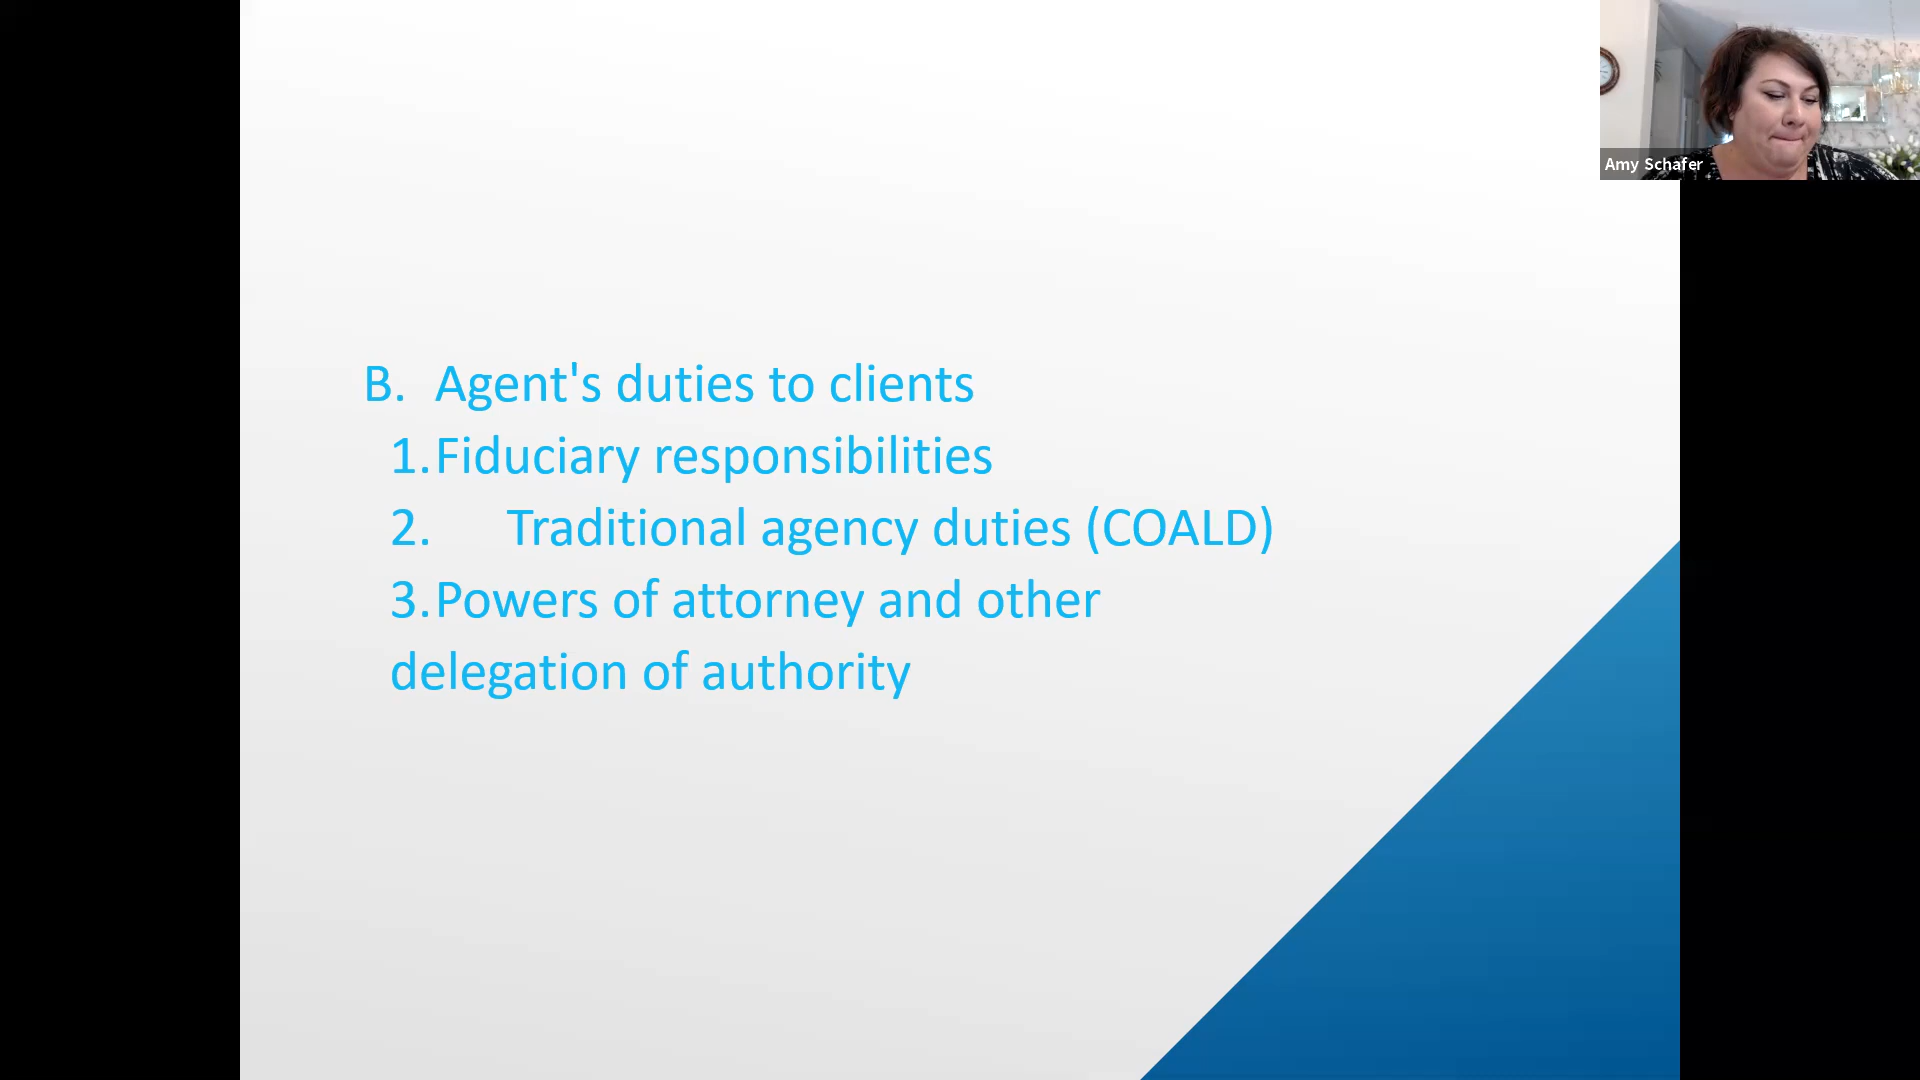 Amy Schafer
B. Agent's duties to clients
1. Fiduciary responsibilities
2. Traditional agency duties (COALD)
3. Powers of attorney and other
delegation of authority